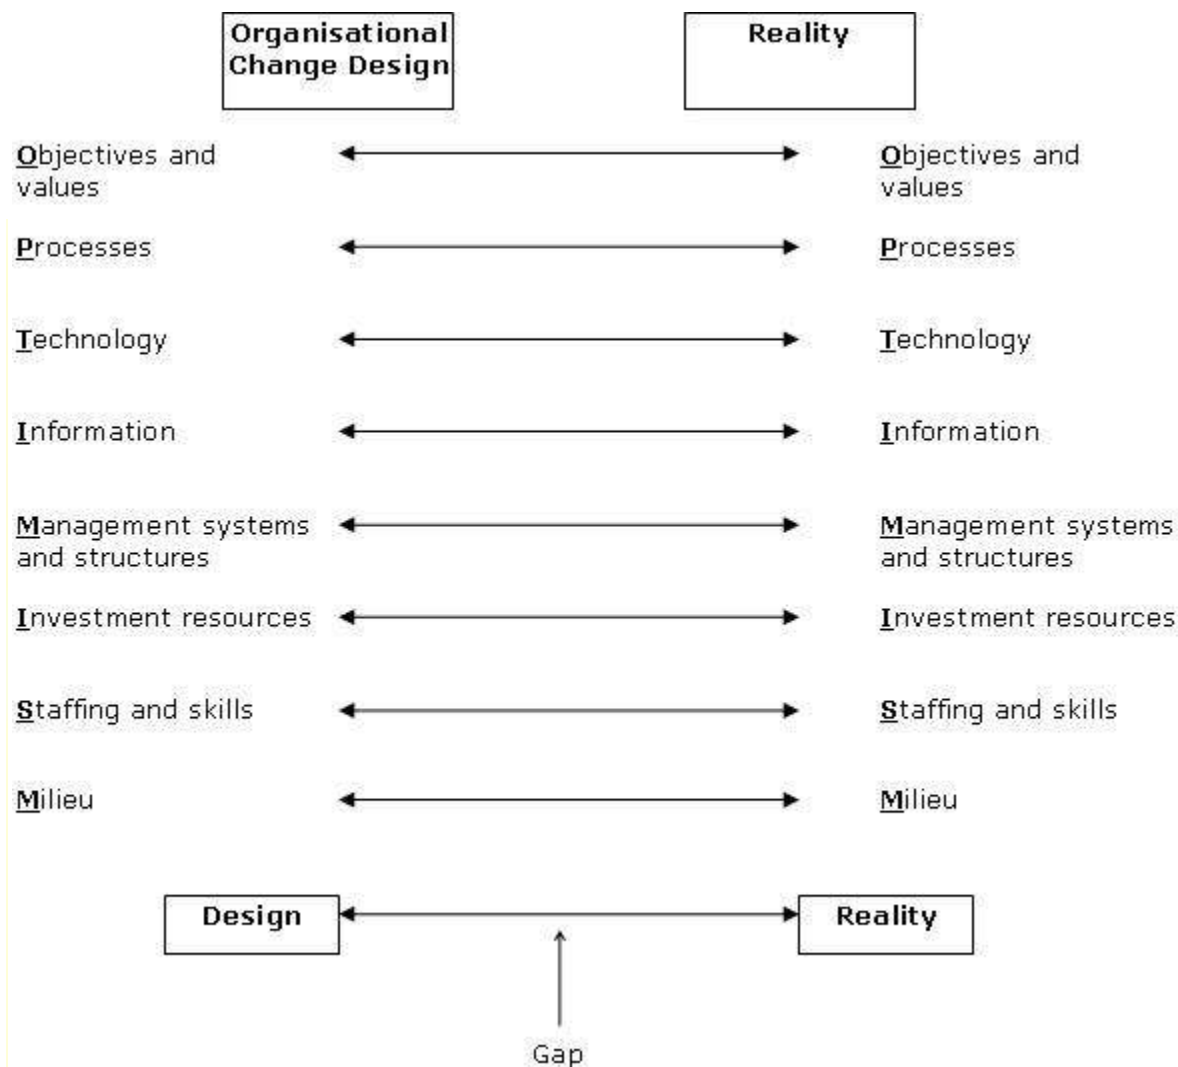 Organisational
Change Design
Reality
Objectives and
values
Objectives and
values
Processes
Processes
Technology
Technology
Information
Information
Management systems
and structures
Management systems
and structures
Investment resources
Investment resources
Staffing and skills
Staffing and skills
Milieu
Milieu
Design
Reality
Gap